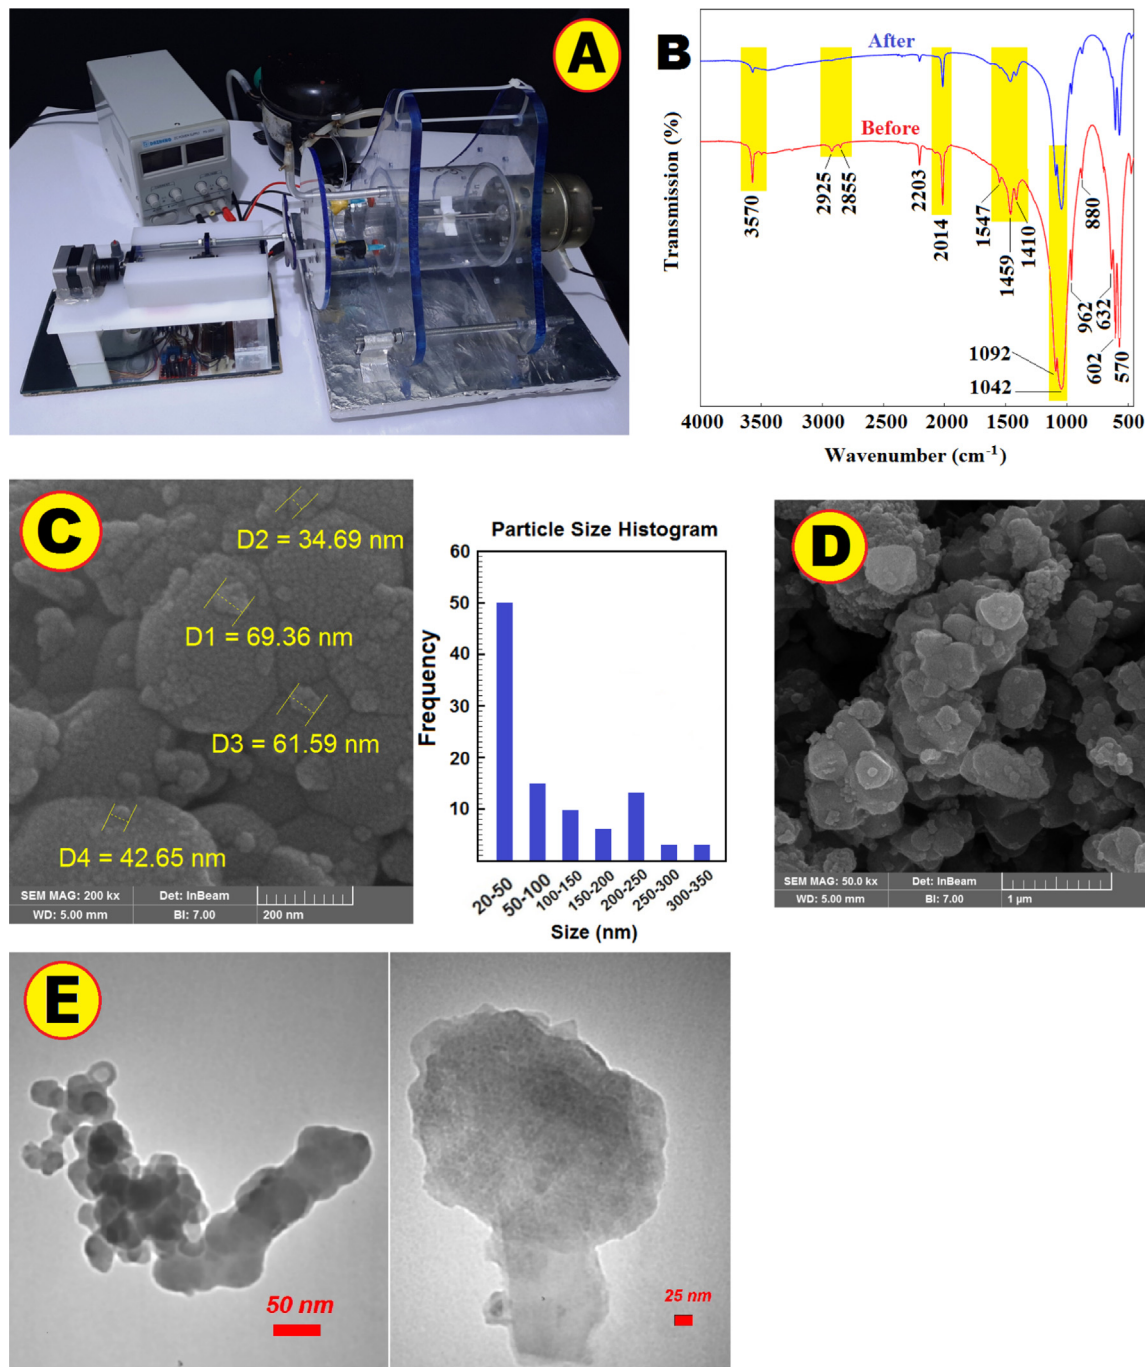 A
B
After
Before
3570
2925
2855
2203
2014
1547
1459
1410
880
962
632
602
570
1092
1042
Transmission (%)
4000 3500 3000 2500 2000 1500 1000 500
Wavenumber (cm⁻¹)
C
D2 = 34.69 nm
D1 = 69.36 nm
D3 = 61.59 nm
D4 = 42.65 nm
SEM MAG: 200 kx Det: InBeam
WD: 5.00 mm BI: 7.00 200 nm
Particle Size Histogram
60
50
40
30
20
10
Frequency
20-50 50-100 100-150 150-200 200-250 250-300 300-350
Size (nm)
D
SEM MAG: 50.0 kx Det: InBeam
WD: 5.00 mm BI: 7.00 1 µm
E
50 nm
25 nm